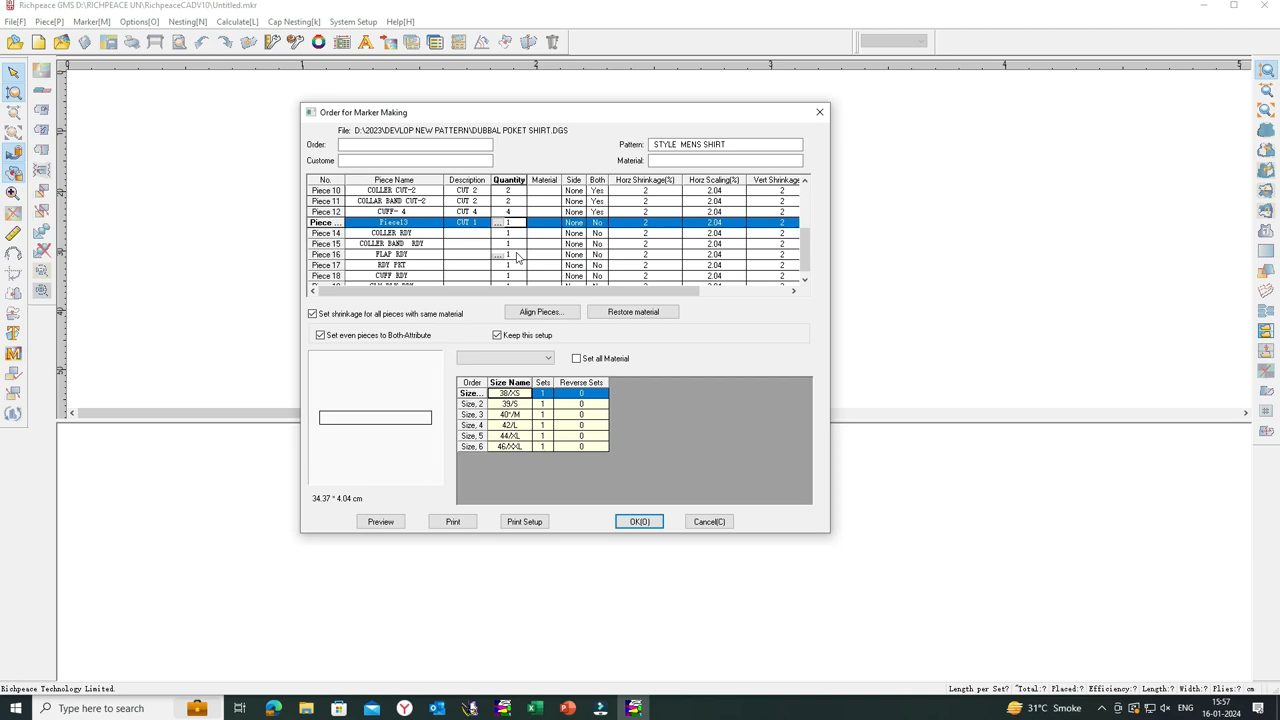 Richpeace GMS D:\RICHPEACE UN\RichpeaceCADV10\Untitled.mkr
File[F] Piece[P] Marker[M] Options[O] Nesting[N] Calculate[L] Cap Nesting[k] System Setup Help[H]
0 1 2 3 4 5
Order for Marker Making
File: D:\2023\DEVLOP NEW PATTERN\DUBBAL POKET SHIRT.DGS
Order: Pattern: STYLE MENS SHIRT
Custome Material:
No. Piece Name Description Quantity Material Side Both Horz Shrinkage(%) Horz Scaling(%) Vert Shrinkage
Piece 10 COLLER CUT-2 CUT 2 2 None Yes 2 2.04 2
Piece 11 COLLAR BAND CUT-2 CUT 2 2 None Yes 2 2.04 2
Piece 12 CUFF- 4 CUT 4 4 None Yes 2 2.04 2
Piece ... Piece13 CUT 1 ... 1 None No 2 2.04 2
Piece 14 COLLER RDY 1 None No 2 2.04 2
Piece 15 COLLER BAND RDY 1 None No 2 2.04 2
Piece 16 FLAP RDY ... 1 None No 2 2.04 2
Piece 17 RDY PKT 1 None No 2 2.04 2
Piece 18 CUFF RDY 1 None No 2 2.04 2
Set shrinkage for all pieces with same material Align Pieces... Restore material
Set even pieces to Both-Attribute Keep this setup
Set all Material
Order Size Name Sets Reverse Sets
Size... 38/XS 1 0
Size, 2 39/S 1 0
Size, 3 40"/M 1 0
Size, 4 42/L 1 0
Size, 5 44/XL 1 0
Size, 6 46/XXL 1 0
34.37 * 4.04 cm
Preview Print Print Setup OK(O) Cancel(C)
Richpeace Technology Limited. Length per Set? "Total:? Placed:? Efficiency:? Length:? Width:? Plies:? cm
Type here to search 31°C Smoke ENG 15:57
16-01-2024